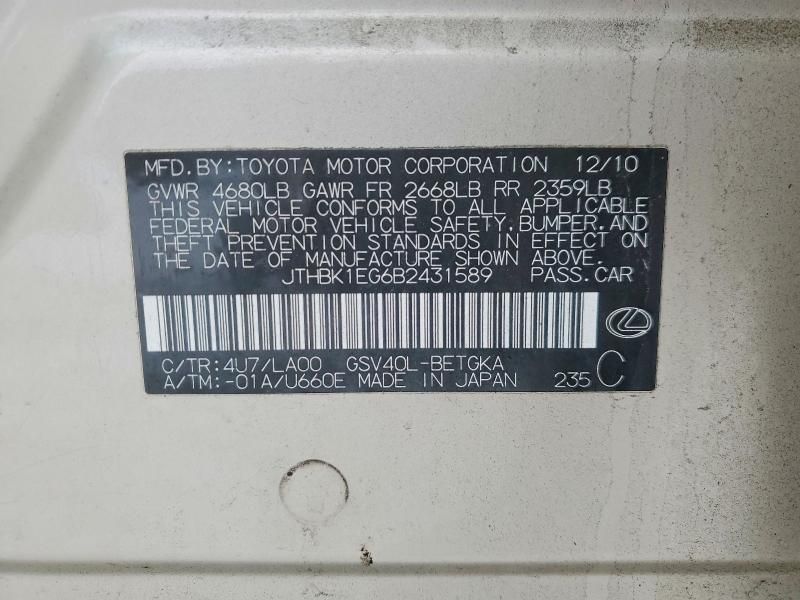 MFD. BY: TOYOTA MOTOR CORPORATION 12/10
GVWR 4680LB GAWR FR 2668LB RR 2359LB
THIS VEHICLE CONFORMS TO ALL APPLICABLE
FEDERAL MOTOR VEHICLE SAFETY, BUMPER, AND
THEFT PREVENTION STANDARDS IN EFFECT ON
THE DATE OF MANUFACTURE SHOWN ABOVE.
JTHBK1EG6B2431589 PASS. CAR
C/TR: 4U7/LA00 GSV40L-BETGKA
A/TM: -01A/U660E MADE IN JAPAN 235 C